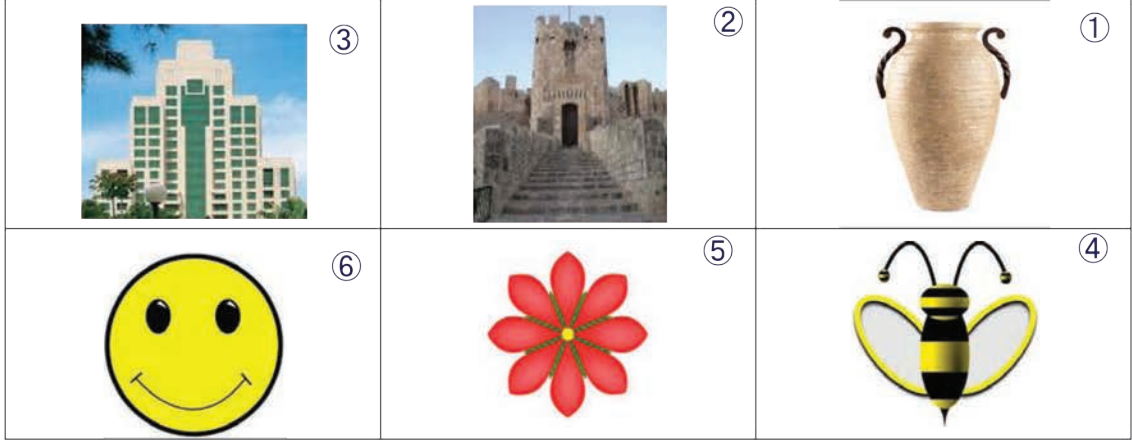 ③ ② ①
⑥ ⑤ ④